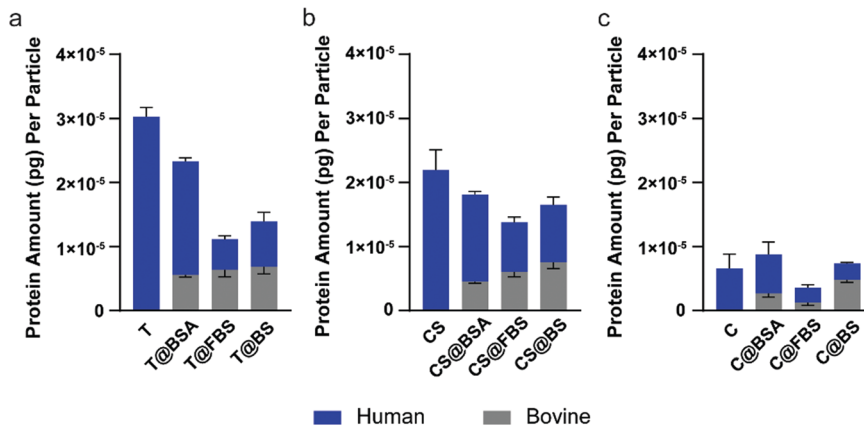 a
Protein Amount (pg) Per Particle
4×10⁻⁵
3×10⁻⁵
2×10⁻⁵
1×10⁻⁵
0
T
T@BSA
T@FBS
T@BS
b
Protein Amount (pg) Per Particle
4×10⁻⁵
3×10⁻⁵
2×10⁻⁵
1×10⁻⁵
0
CS
CS@BSA
CS@FBS
CS@BS
c
Protein Amount (pg) Per Particle
4×10⁻⁵
3×10⁻⁵
2×10⁻⁵
1×10⁻⁵
0
C
C@BSA
C@FBS
C@BS
Human
Bovine